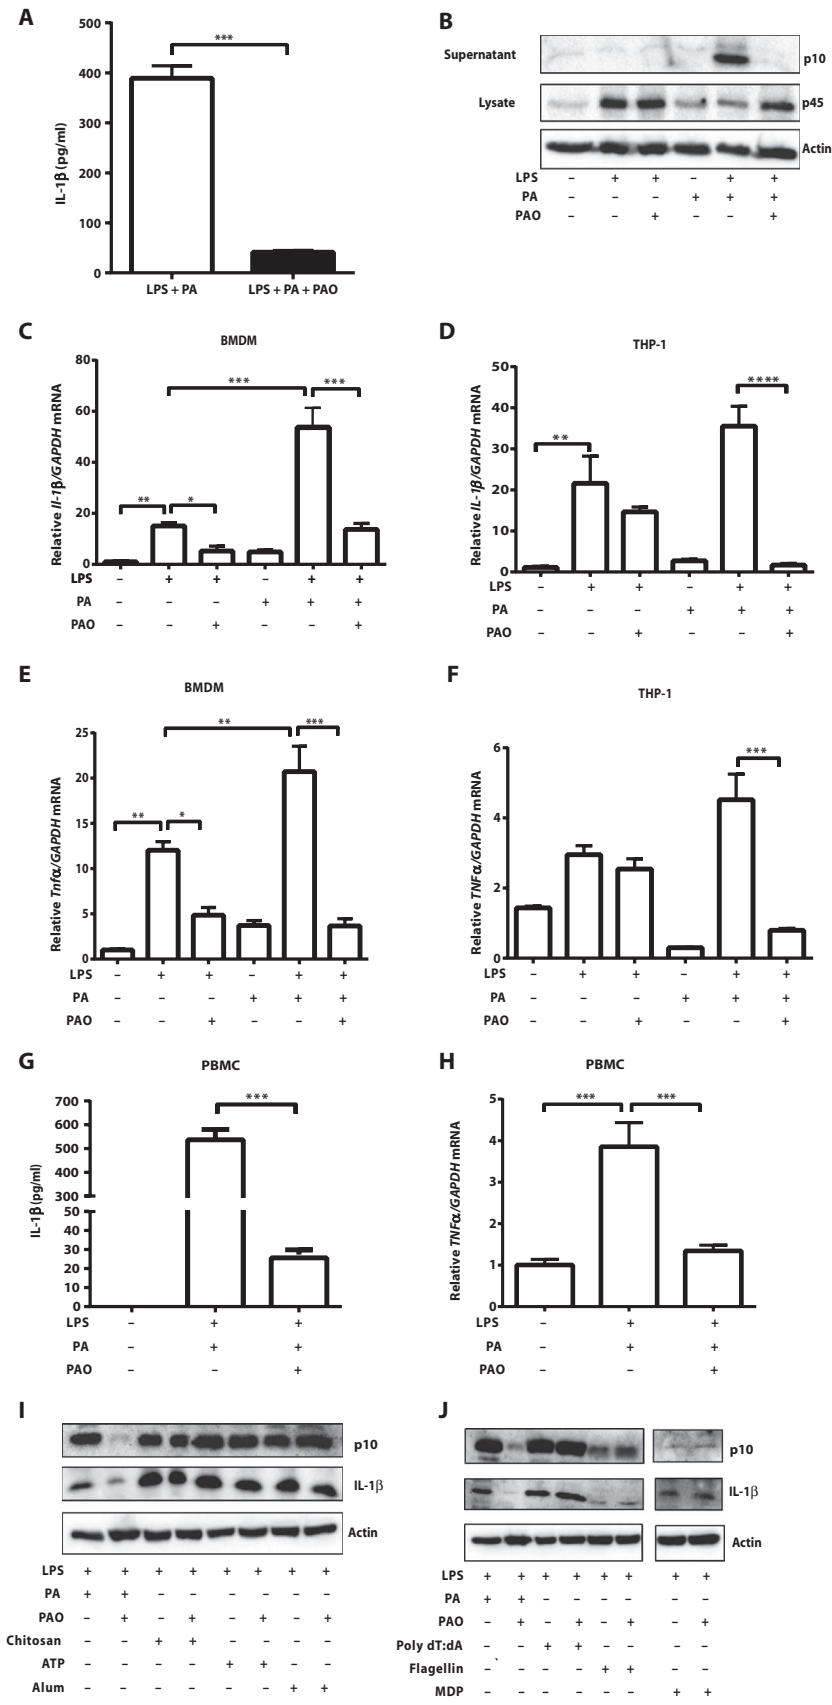 A
500
400
300
200
100
0
IL-1β (pg/ml)
***
LPS + PA
LPS + PA + PAO
B
Supernatant
p10
Lysate
p45
Actin
LPS – + + – + +
PA – – – + + +
PAO – – + – – +
C
BMDM
80
60
40
20
0
Relative Il-1β/GAPDH mRNA
*** ***
** *
LPS – + + – + +
PA – – – + + +
PAO – – + – – +
D
THP-1
50
40
30
20
10
0
Relative IL-1β/GAPDH mRNA
****
**
LPS – + + – + +
PA – – – + + +
PAO – – + – – +
E
BMDM
25
20
15
10
5
0
Relative Tnfα/GAPDH mRNA
** ***
** *
LPS – + + – + +
PA – – – + + +
PAO – – + – – +
F
THP-1
6
4
2
0
Relative TNFα/GAPDH mRNA
***
LPS – + + – + +
PA – – – + + +
PAO – – + – – +
G
PBMC
700
600
500
400
300
50
40
30
20
10
0
IL-1β (pg/ml)
***
LPS – + +
PA – + +
PAO – – +
H
PBMC
5
4
3
2
1
0
Relative TNFα/GAPDH mRNA
*** ***
LPS – + +
PA – + +
PAO – – +
I
p10
IL-1β
Actin
LPS + + + + + + + +
PA + + – – – – – –
PAO – + – + – + – +
Chitosan – – + + – – – –
ATP – – – – + + – –
Alum – – – – – – + +
J
p10
IL-1β
Actin
LPS + + + + + + + +
PA + + – – – – – –
PAO – + – + – + – +
Poly dT:dA – – + + – – – –
Flagellin – – – – + + – –
MDP – – – – – – + +